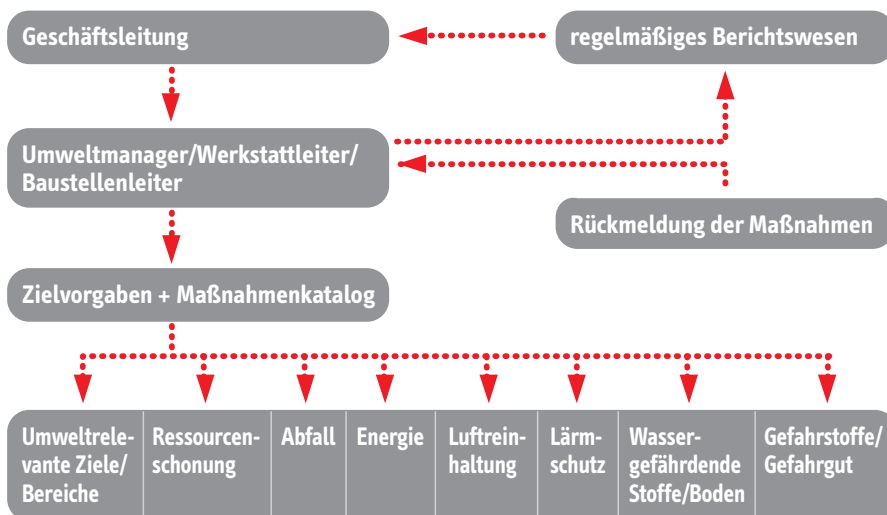 Geschäftsleitung
regelmäßiges Berichtswesen
Umweltmanager/Werkstattleiter/
Baustellenleiter
Rückmeldung der Maßnahmen
Zielvorgaben + Maßnahmenkatalog
Umweltrele-
vante Ziele/
Bereiche
Ressourcen-
schonung
Abfall
Energie
Luftrein-
haltung
Lärm-
schutz
Wasser-
gefährdende
Stoffe/Boden
Gefahrstoffe/
Gefahrgut